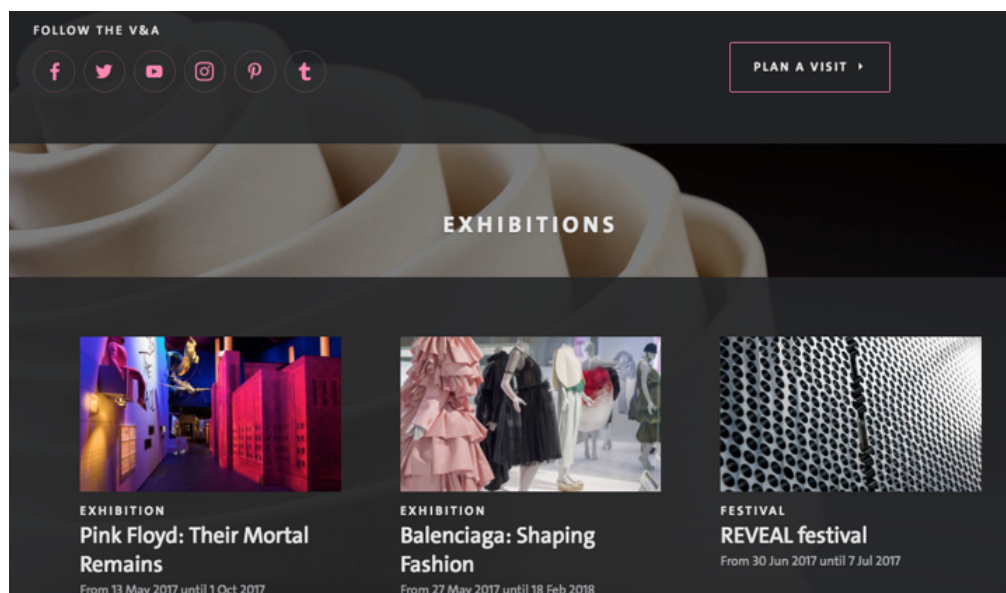 FOLLOW THE V&A
PLAN A VISIT
EXHIBITIONS
EXHIBITION
Pink Floyd: Their Mortal
Remains
From 13 May 2017 until 1 Oct 2017
EXHIBITION
Balenciaga: Shaping
Fashion
From 27 May 2017 until 18 Feb 2018
FESTIVAL
REVEAL festival
From 30 Jun 2017 until 7 Jul 2017